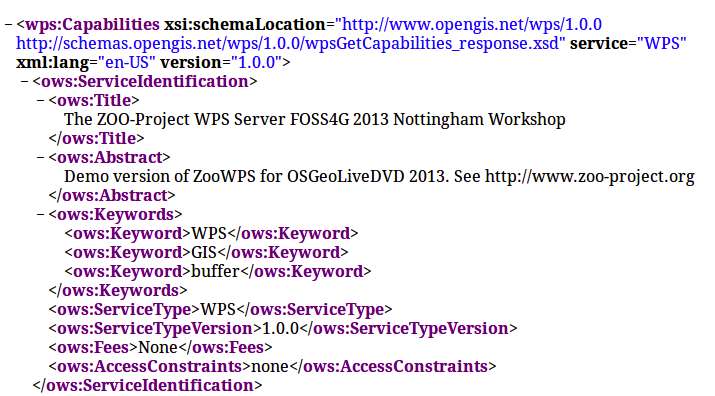 −<wps:Capabilities xsi:schemaLocation="http://www.opengis.net/wps/1.0.0
http://schemas.opengis.net/wps/1.0.0/wpsGetCapabilities_response.xsd" service="WPS"
xml:lang="en-US" version="1.0.0">
−<ows:ServiceIdentification>
−<ows:Title>
The ZOO-Project WPS Server FOSS4G 2013 Nottingham Workshop
</ows:Title>
−<ows:Abstract>
Demo version of ZooWPS for OSGeoLiveDVD 2013. See http://www.zoo-project.org
</ows:Abstract>
−<ows:Keywords>
<ows:Keyword>WPS</ows:Keyword>
<ows:Keyword>GIS</ows:Keyword>
<ows:Keyword>buffer</ows:Keyword>
</ows:Keywords>
<ows:ServiceType>WPS</ows:ServiceType>
<ows:ServiceTypeVersion>1.0.0</ows:ServiceTypeVersion>
<ows:Fees>None</ows:Fees>
<ows:AccessConstraints>none</ows:AccessConstraints>
</ows:ServiceIdentification>